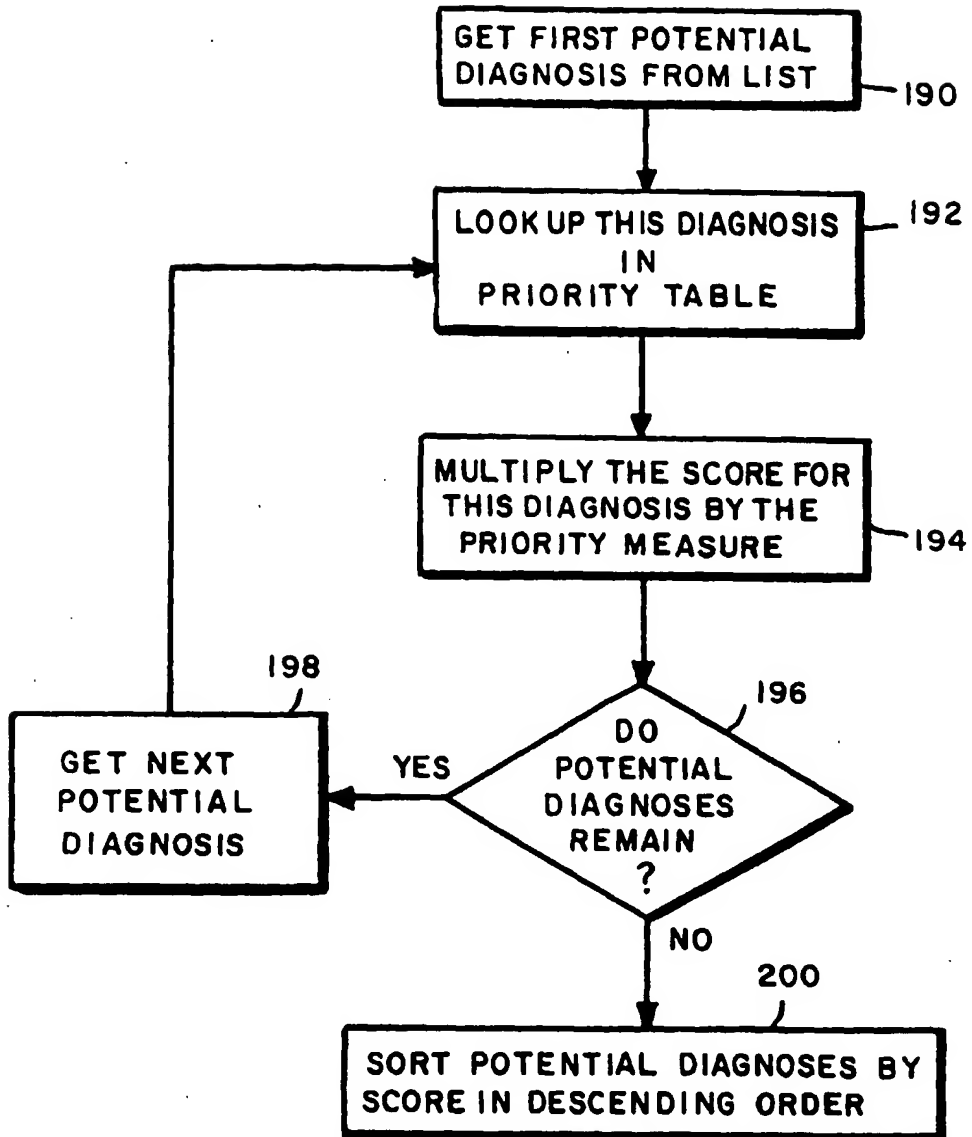 GET FIRST POTENTIAL
DIAGNOSIS FROM LIST
190
LOOK UP THIS DIAGNOSIS
IN
PRIORITY TABLE
192
MULTIPLY THE SCORE FOR
THIS DIAGNOSIS BY THE
PRIORITY MEASURE
194
196
DO
POTENTIAL
DIAGNOSES
REMAIN
?
YES
198
GET NEXT
POTENTIAL
DIAGNOSIS
NO
200
SORT POTENTIAL DIAGNOSES BY
SCORE IN DESCENDING ORDER